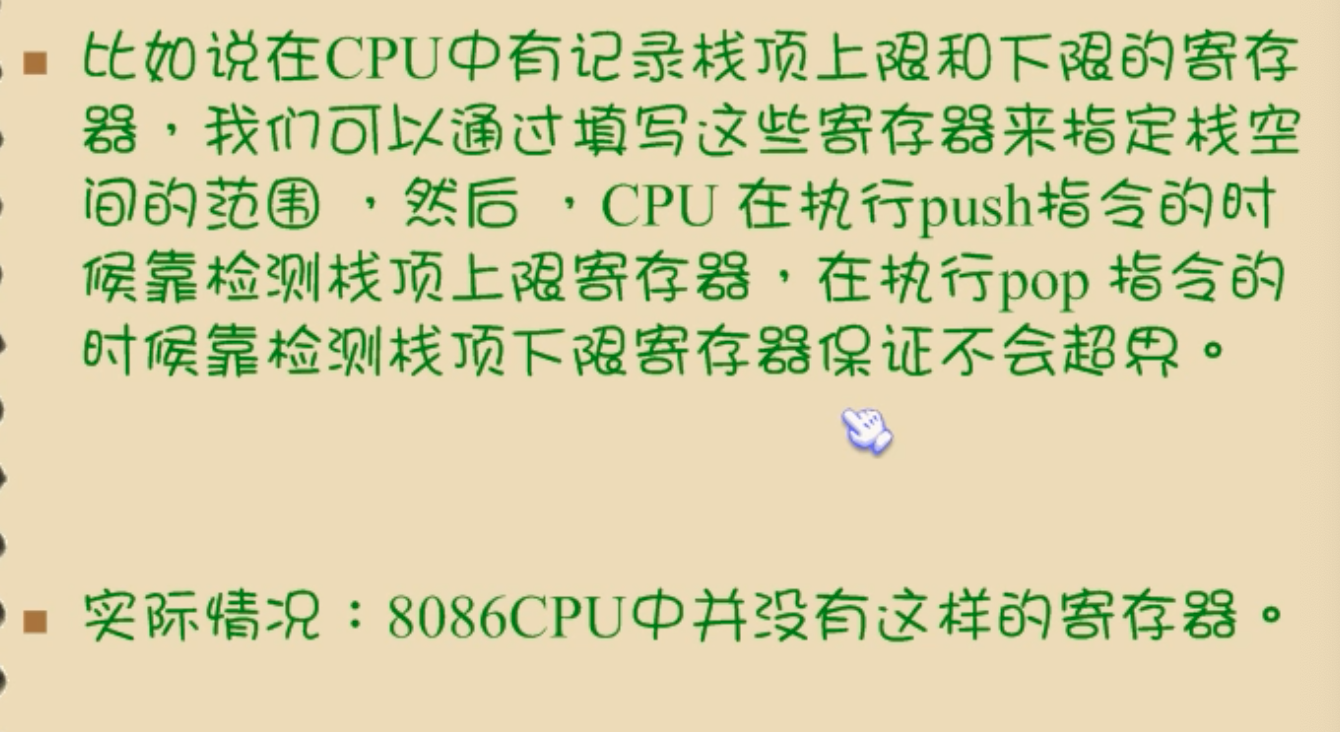 比如说在CPU中有记录栈顶上限和下限的寄存
器，我们可以通过填写这些寄存器来指定栈空
间的范围 ，然后 ，CPU 在执行push指令的时
候靠检测栈顶上限寄存器，在执行pop 指令的
时候靠检测栈顶下限寄存器保证不会超界。
实际情况：8086CPU中并没有这样的寄存器。